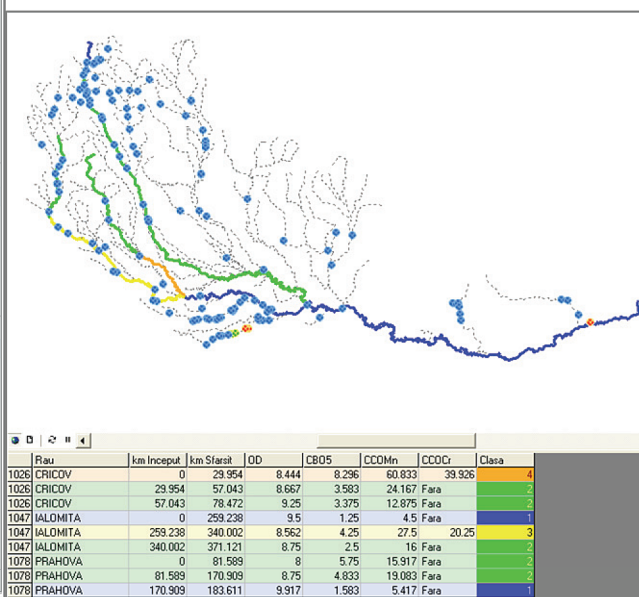 Rau km Inceput km Sfarsit OD CBO5 CCOMn CCOCr Clasa
1026 CRICOV 0 29.954 8.444 8.296 60.833 39.926 4
1026 CRICOV 29.954 57.043 8.667 3.583 24.167 Fara 2
1026 CRICOV 57.043 78.472 9.25 3.375 12.875 Fara 2
1047 IALOMITA 0 259.238 9.5 1.25 4.5 Fara 1
1047 IALOMITA 259.238 340.002 8.562 4.25 27.5 20.25 3
1047 IALOMITA 340.002 371.121 8.75 2.5 16 Fara 2
1078 PRAHOVA 0 81.589 8 5.75 15.917 Fara 2
1078 PRAHOVA 81.589 170.909 8.75 4.833 19.083 Fara 2
1078 PRAHOVA 170.909 183.611 9.917 1.583 5.417 Fara 1